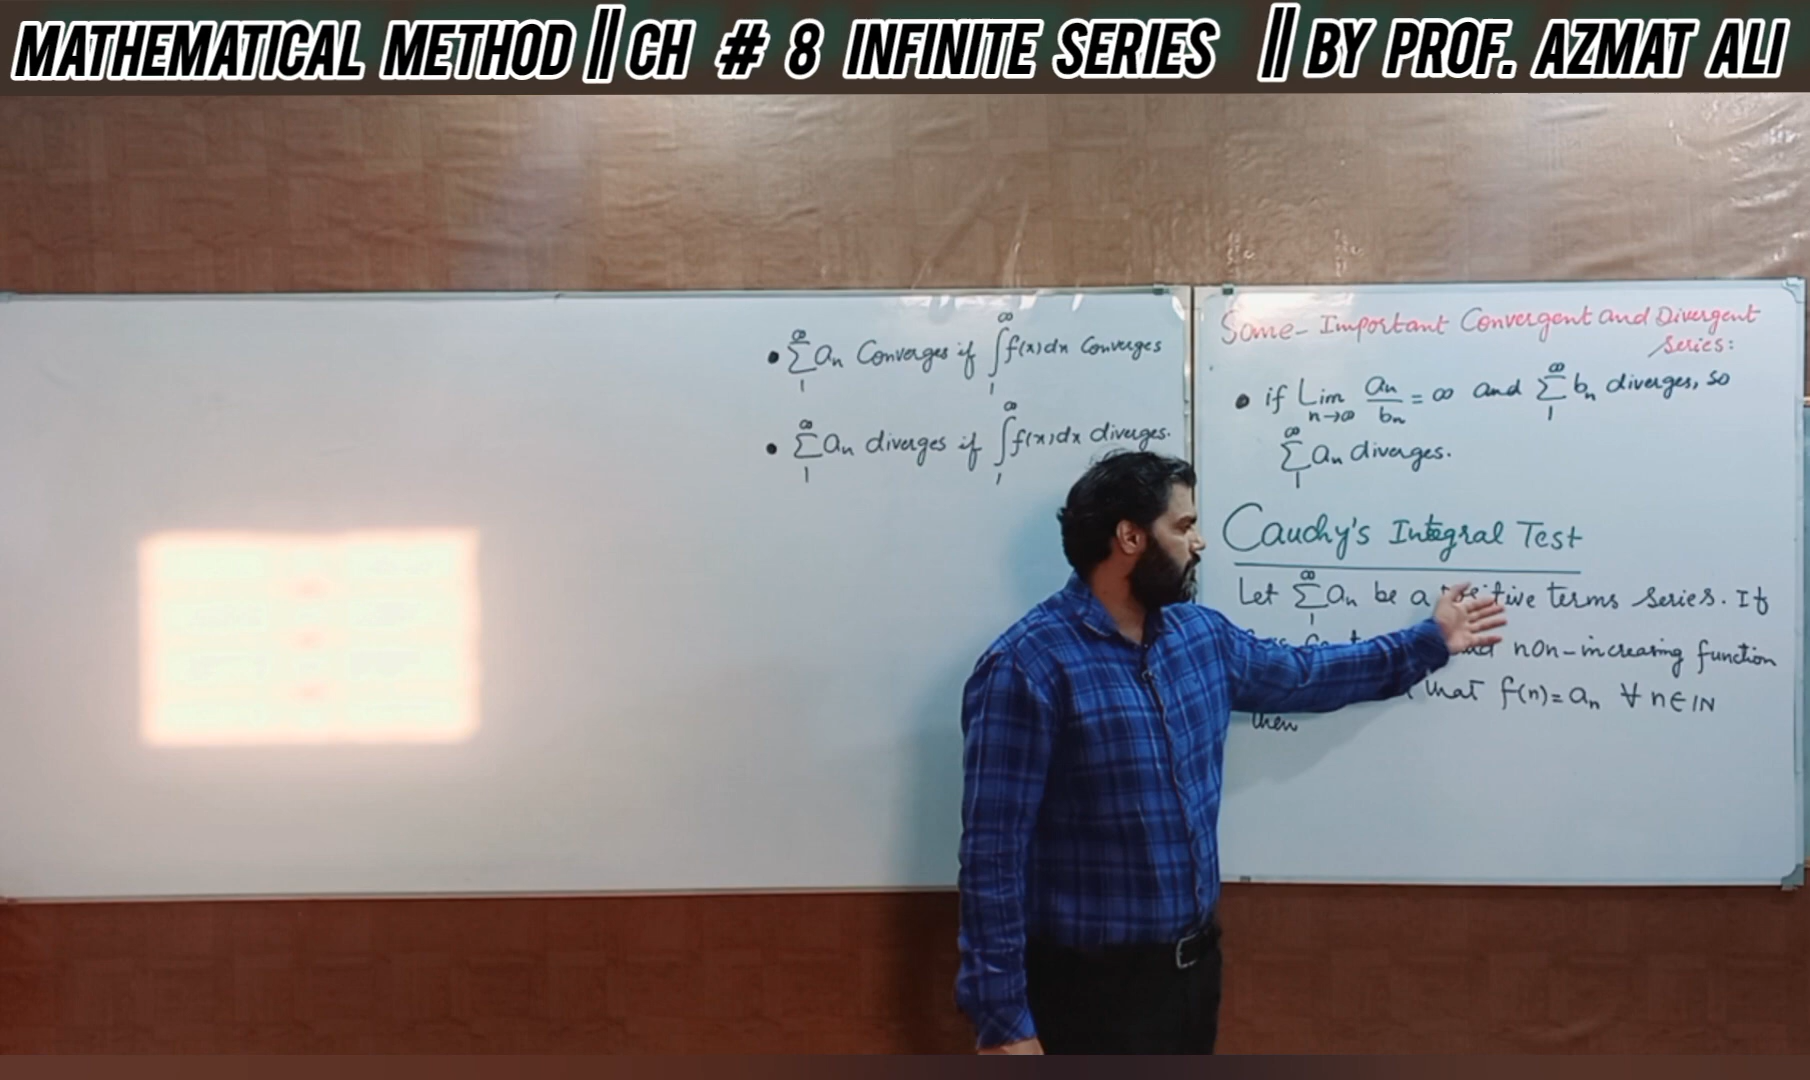 MATHEMATICAL METHOD || CH # 8 INFINITE SERIES || BY PROF. AZMAT ALI
Some-Important Convergent and Divergent
Series:
• if Lim n→∞ an/bn = ∞ and ∞∑1 bn diverges, so
∞∑1 an diverges.
Cauchy's Integral Test
Let ∞∑1 an be a terms series. If
non-increasing function
that f(n)=an ∀ n∈IN
then
• ∞∑1 an Converges if ∞∫1 f(x)dx Converges
• ∞∑1 an diverges if ∞∫1 f(x)dx diverges.